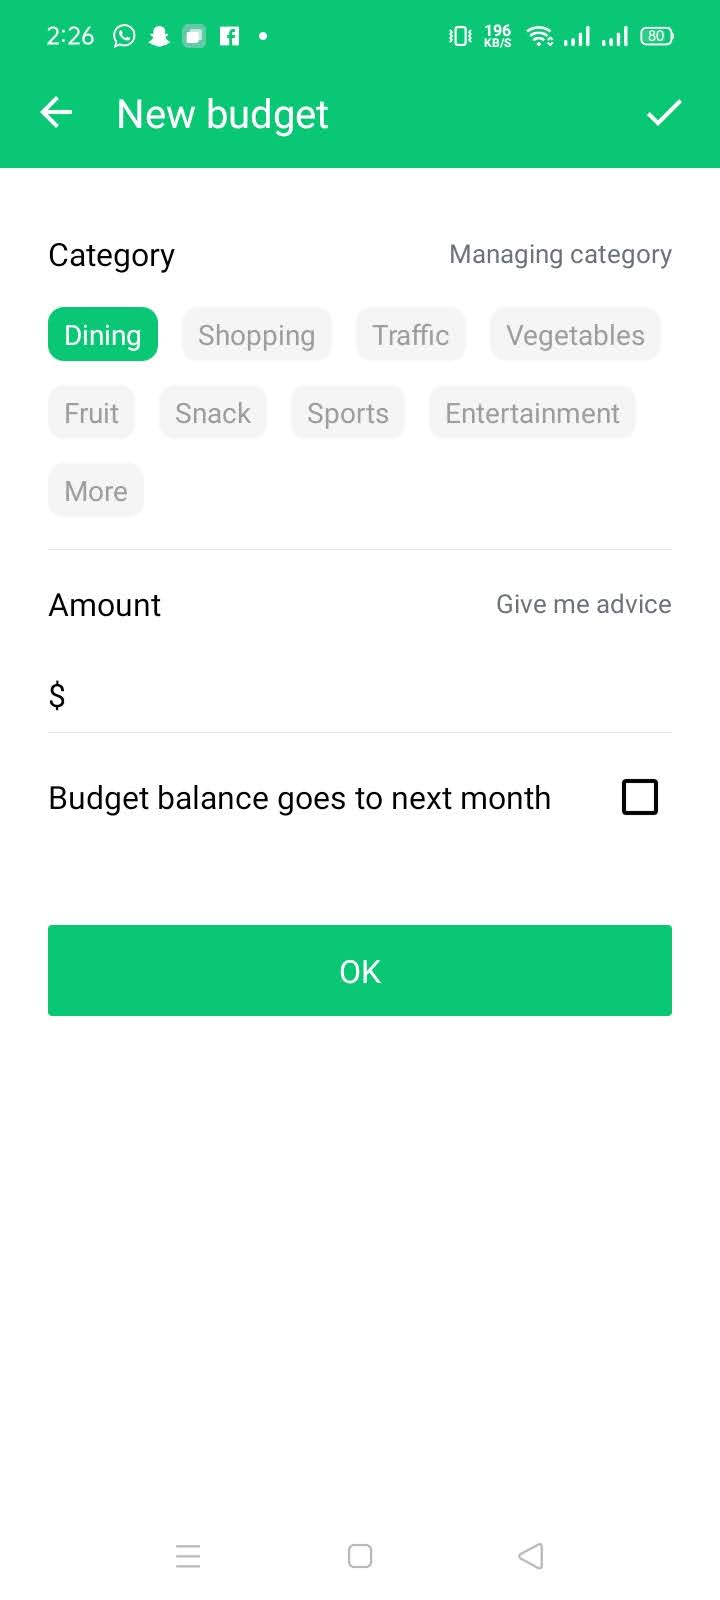 2:26 196 KB/S 80
New budget
Category Managing category
Dining Shopping Traffic Vegetables
Fruit Snack Sports Entertainment
More
Amount Give me advice
$
Budget balance goes to next month
OK